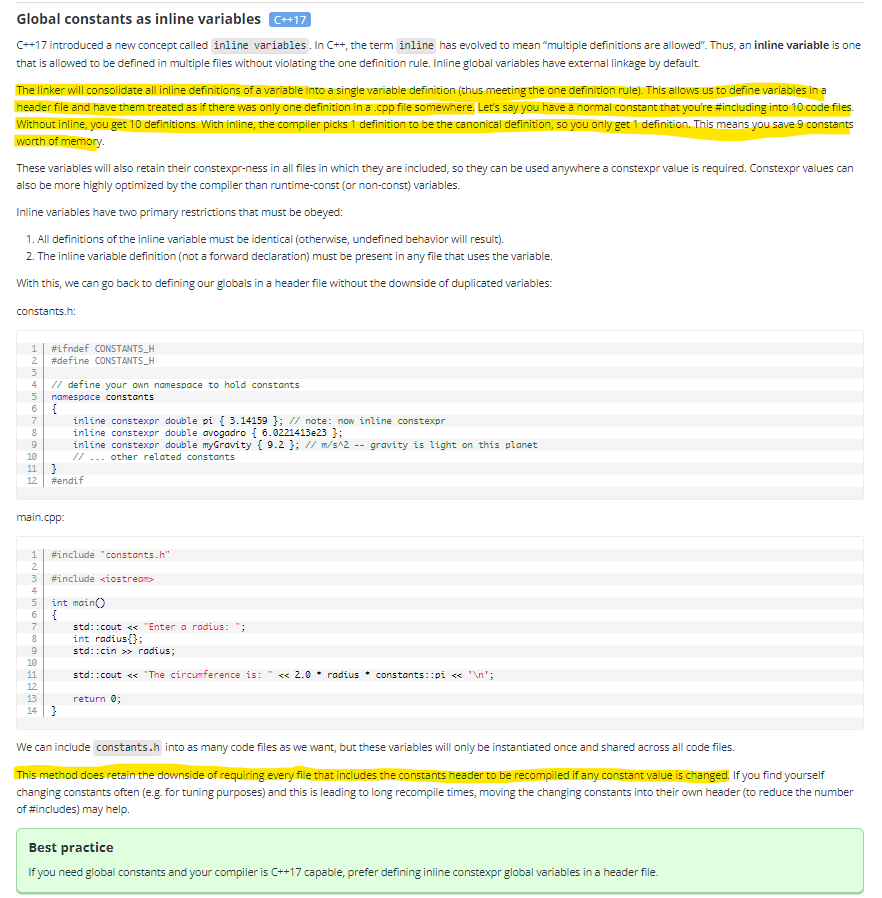 Global constants as inline variables C++17
C++17 introduced a new concept called inline variables. In C++, the term inline has evolved to mean “multiple definitions are allowed”. Thus, an inline variable is one
that is allowed to be defined in multiple files without violating the one definition rule. Inline global variables have external linkage by default.
The linker will consolidate all inline definitions of a variable into a single variable definition (thus meeting the one definition rule). This allows us to define variables in a
header file and have them treated as if there was only one definition in a .cpp file somewhere. Let’s say you have a normal constant that you’re #including into 10 code files.
Without inline, you get 10 definitions. With inline, the compiler picks 1 definition to be the canonical definition, so you only get 1 definition. This means you save 9 constants
worth of memory.
These variables will also retain their constexpr-ness in all files in which they are included, so they can be used anywhere a constexpr value is required. Constexpr values can
also be more highly optimized by the compiler than runtime-const (or non-const) variables.
Inline variables have two primary restrictions that must be obeyed:
1. All definitions of the inline variable must be identical (otherwise, undefined behavior will result).
2. The inline variable definition (not a forward declaration) must be present in any file that uses the variable.
With this, we can go back to defining our globals in a header file without the downside of duplicated variables:
constants.h:
1 #ifndef CONSTANTS_H
2 #define CONSTANTS_H
3
4 // define your own namespace to hold constants
5 namespace constants
6 {
7 inline constexpr double pi { 3.14159 }; // note: now inline constexpr
8 inline constexpr double avogadro { 6.0221413e23 };
9 inline constexpr double myGravity { 9.2 }; // m/s^2 -- gravity is light on this planet
10 // ... other related constants
11 }
12 #endif
main.cpp:
1 #include "constants.h"
2
3 #include <iostream>
4
5 int main()
6 {
7 std::cout << "Enter a radius: ";
8 int radius{};
9 std::cin >> radius;
10
11 std::cout << "The circumference is: " << 2.0 * radius * constants::pi << '\n';
12
13 return 0;
14 }
We can include constants.h into as many code files as we want, but these variables will only be instantiated once and shared across all code files.
This method does retain the downside of requiring every file that includes the constants header to be recompiled if any constant value is changed. If you find yourself
changing constants often (e.g. for tuning purposes) and this is leading to long recompile times, moving the changing constants into their own header (to reduce the number
of #includes) may help.
Best practice
If you need global constants and your compiler is C++17 capable, prefer defining inline constexpr global variables in a header file.